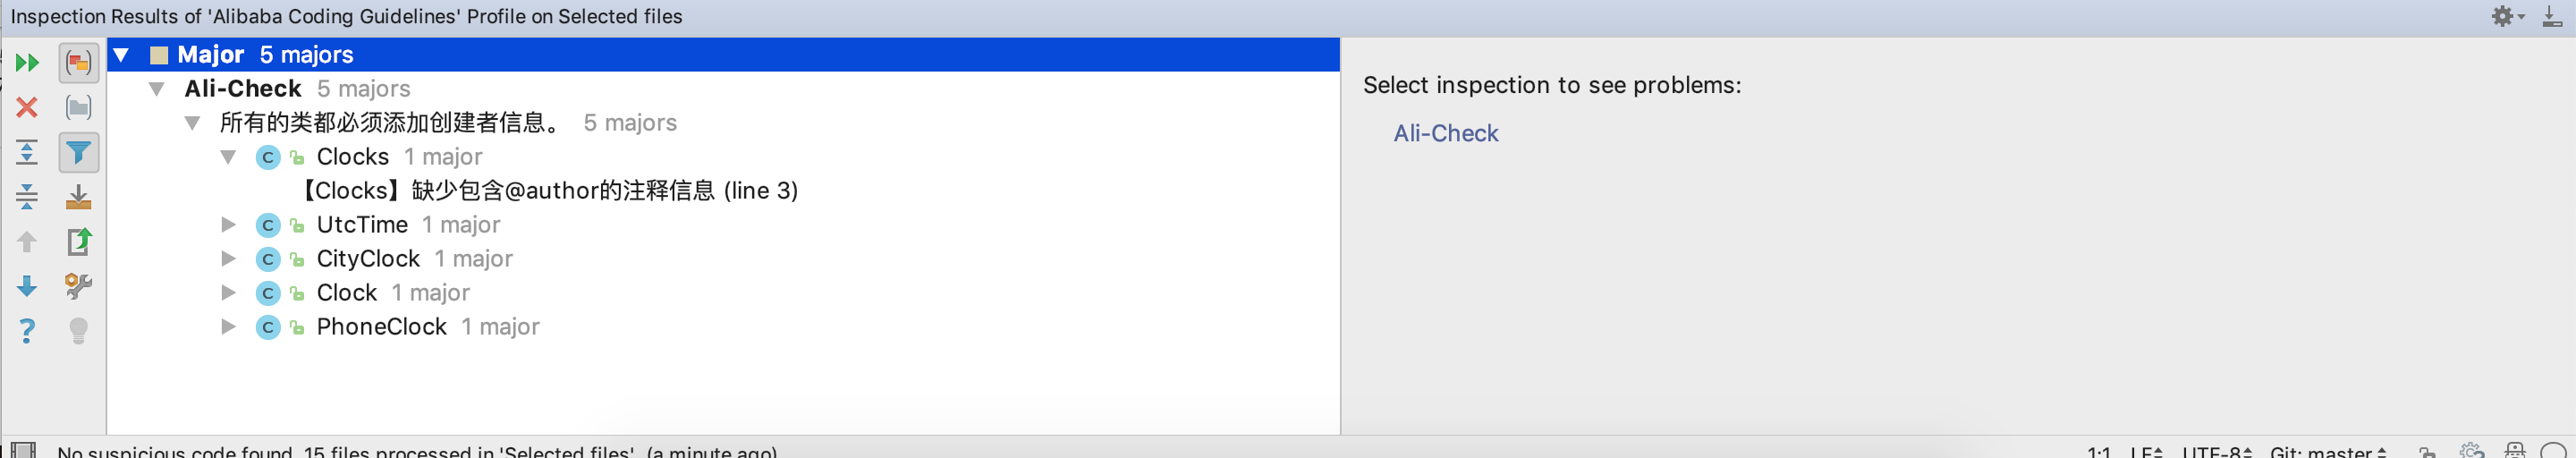 Inspection Results of 'Alibaba Coding Guidelines' Profile on Selected files
Major 5 majors
Ali-Check 5 majors
所有的类都必须添加创建者信息。 5 majors
Clocks 1 major
【Clocks】缺少包含@author的注释信息 (line 3)
UtcTime 1 major
CityClock 1 major
Clock 1 major
PhoneClock 1 major
Select inspection to see problems:
Ali-Check
No suspicious code found. 15 files processed in 'Selected files'. (a minute ago)
1:1 LF UTF-8 Git: master